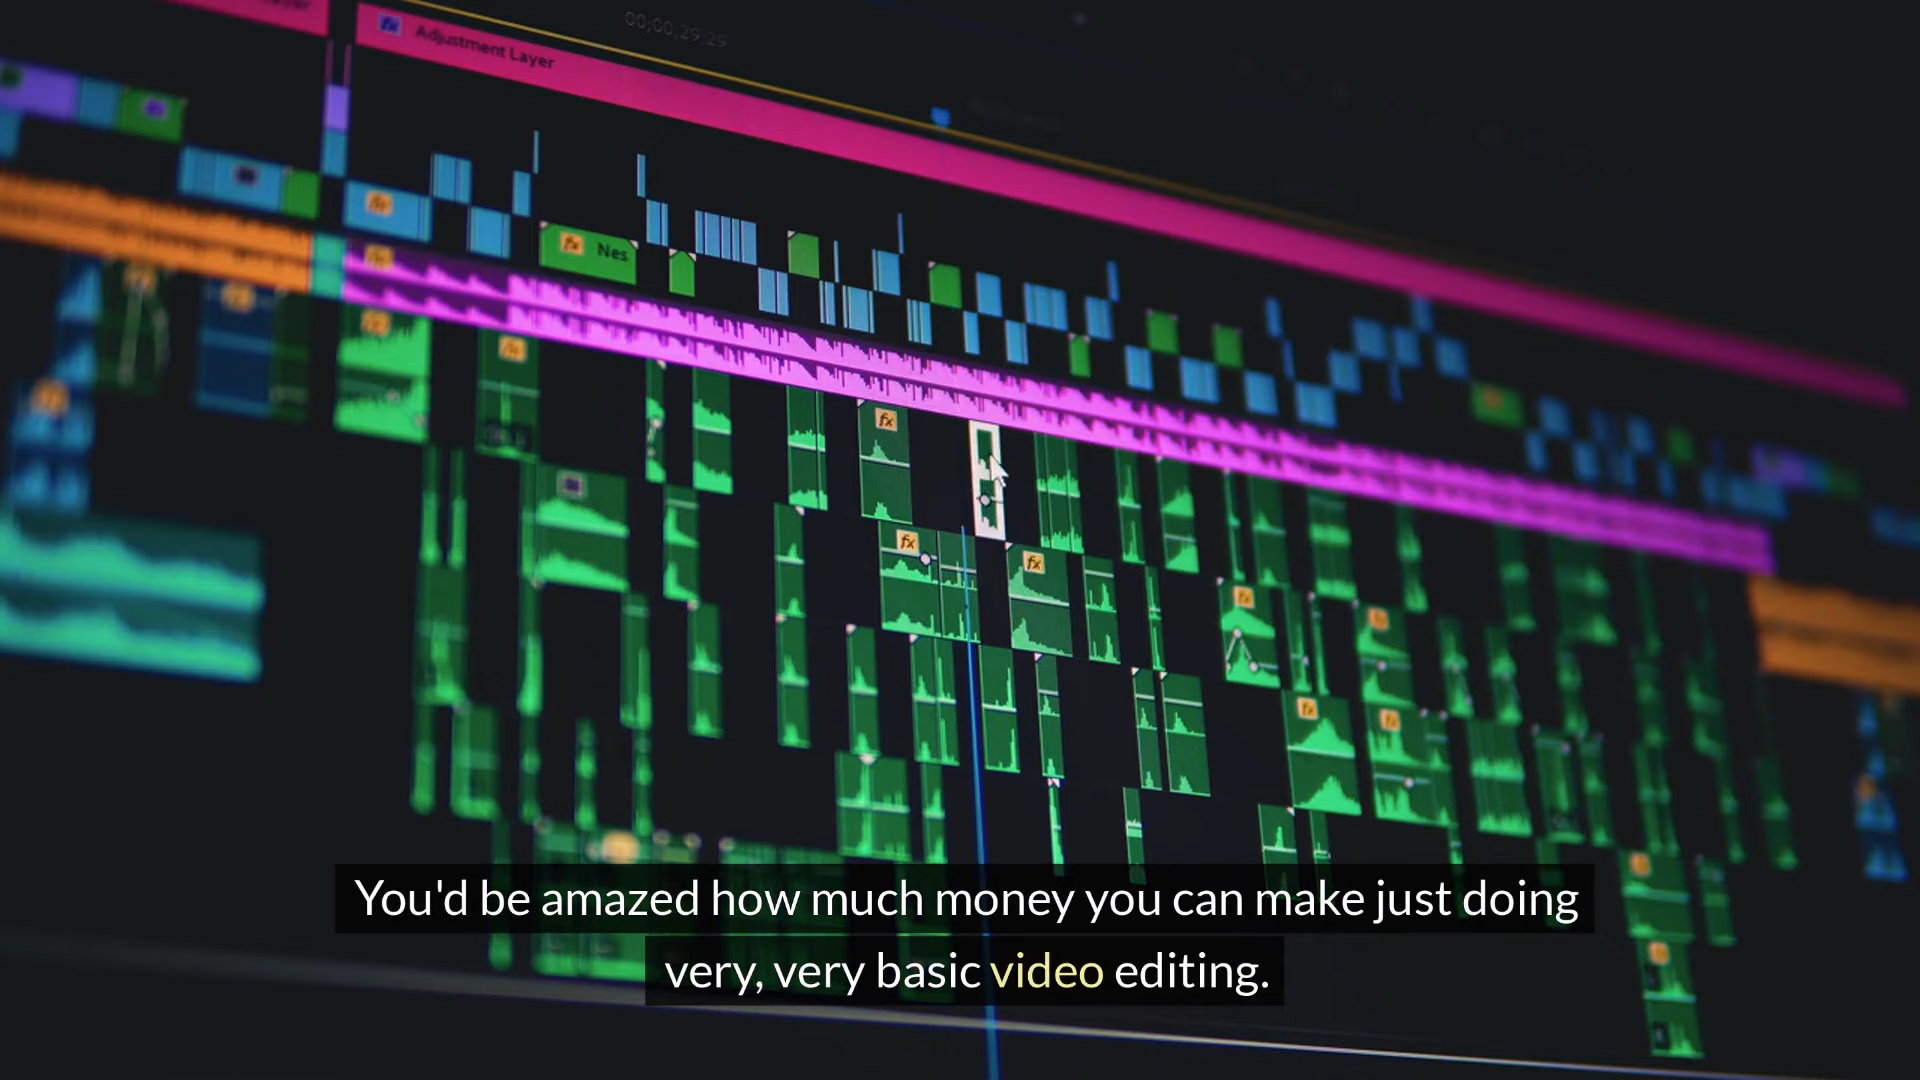 00;00;29;29
Adjustment Layer
Nes
You'd be amazed how much money you can make just doing
very, very basic video editing.